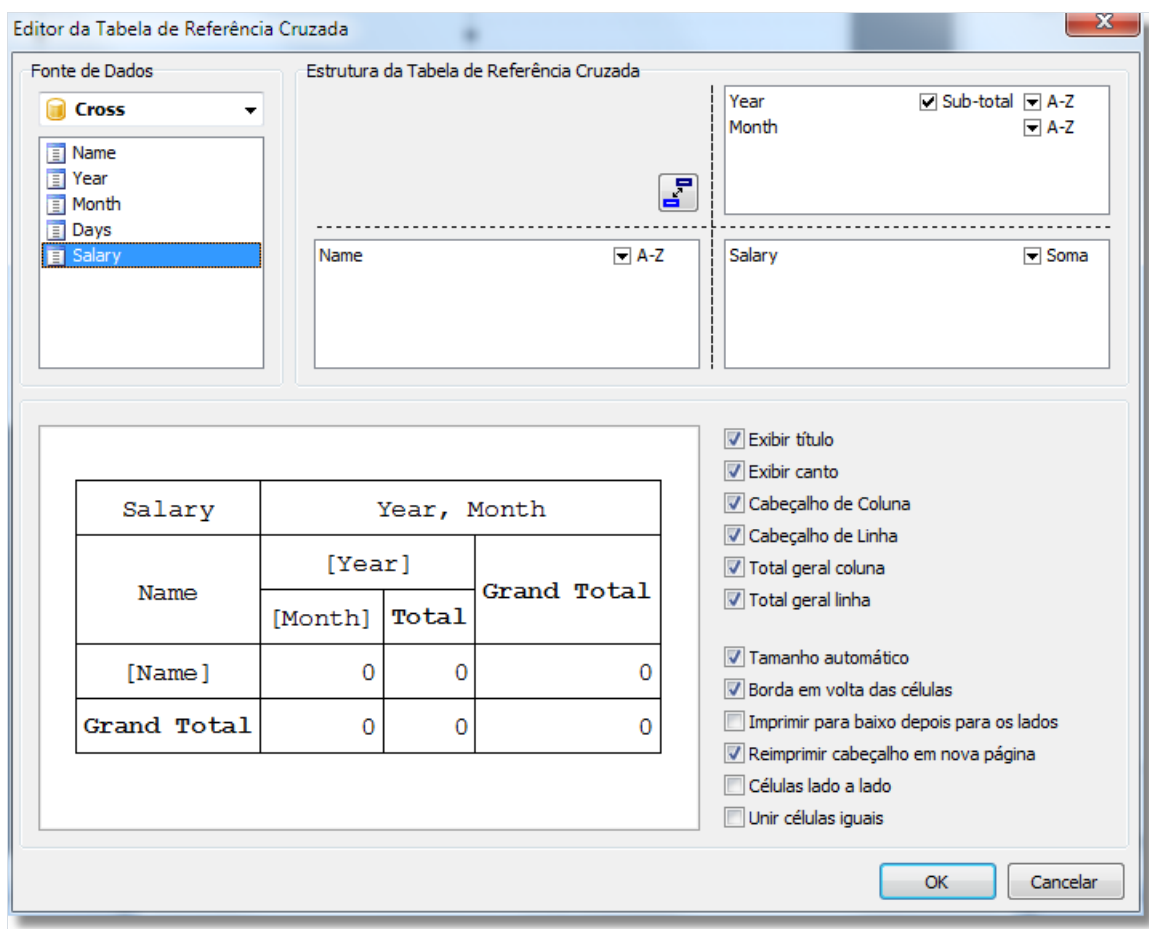 Editor da Tabela de Referência Cruzada
Fonte de Dados
Cross
Name
Year
Month
Days
Salary
Estrutura da Tabela de Referência Cruzada
Year Sub-total A-Z
Month A-Z
Name A-Z
Salary Soma
Salary Year, Month
Name [Year] Grand Total
[Month] Total
[Name] 0 0 0
Grand Total 0 0 0
Exibir título
Exibir canto
Cabeçalho de Coluna
Cabeçalho de Linha
Total geral coluna
Total geral linha
Tamanho automático
Borda em volta das células
Imprimir para baixo depois para os lados
Reimprimir cabeçalho em nova página
Células lado a lado
Unir células iguais
OK Cancelar